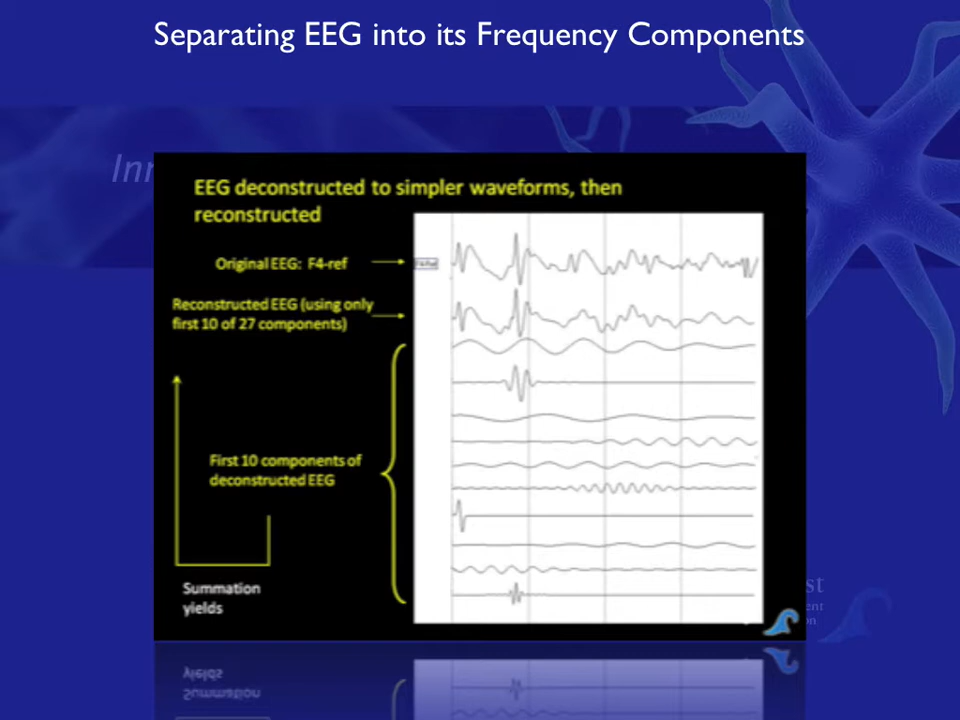 Separating EEG into its Frequency Components
EEG deconstructed to simpler waveforms, then
reconstructed
Original EEG: F4-ref
Reconstructed EEG (using only
first 10 of 27 components)
First 10 components of
deconstructed EEG
Summation
yields